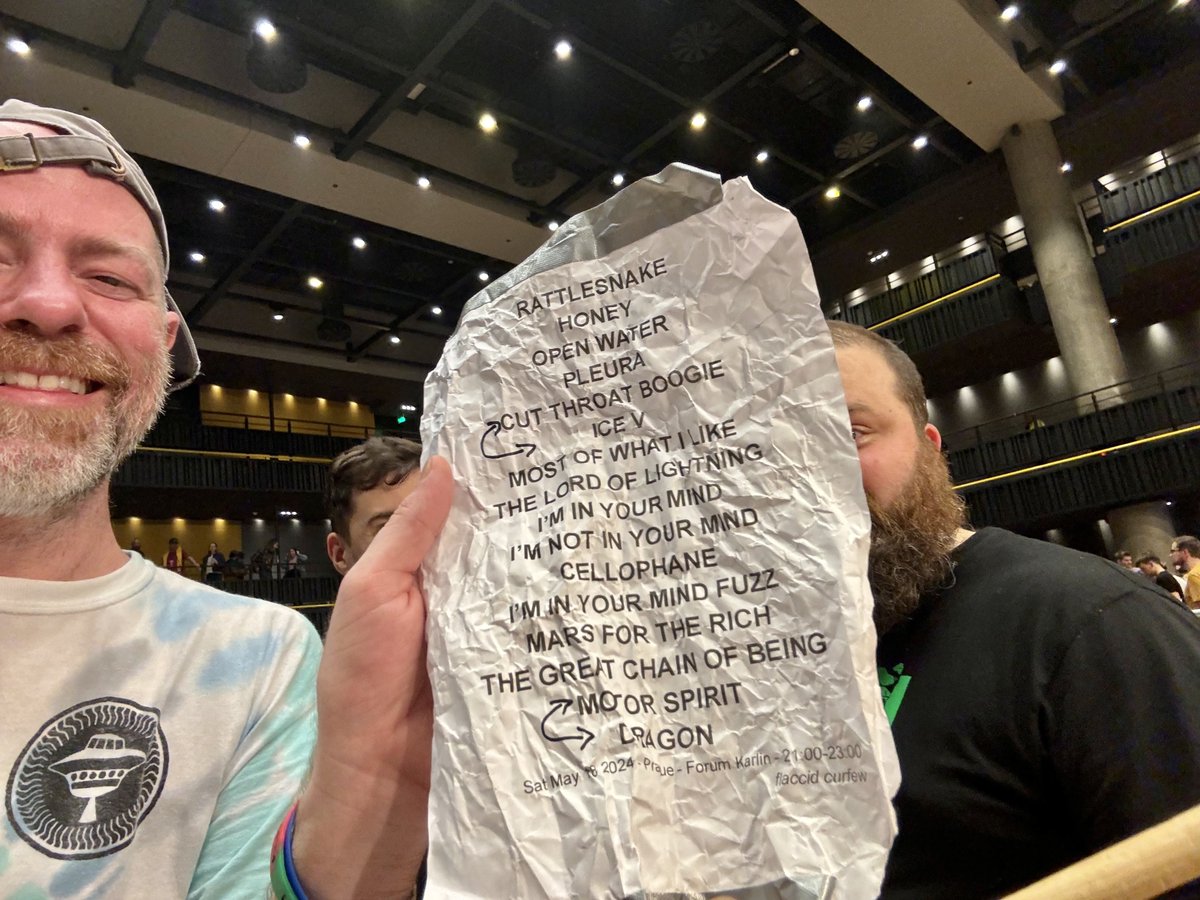 RATTLESNAKE
HONEY
OPEN WATER
PLEURA
CUT THROAT BOOGIE
ICE V
MOST OF WHAT I LIKE
THE LORD OF LIGHTNING
I'M IN YOUR MIND
I'M NOT IN YOUR MIND
CELLOPHANE
I'M IN YOUR MIND FUZZ
MARS FOR THE RICH
THE GREAT CHAIN OF BEING
MOTOR SPIRIT
DRAGON
Sat May 18 2024 - Prague - Forum Karlin - 21:00-23:00
flaccid curfew